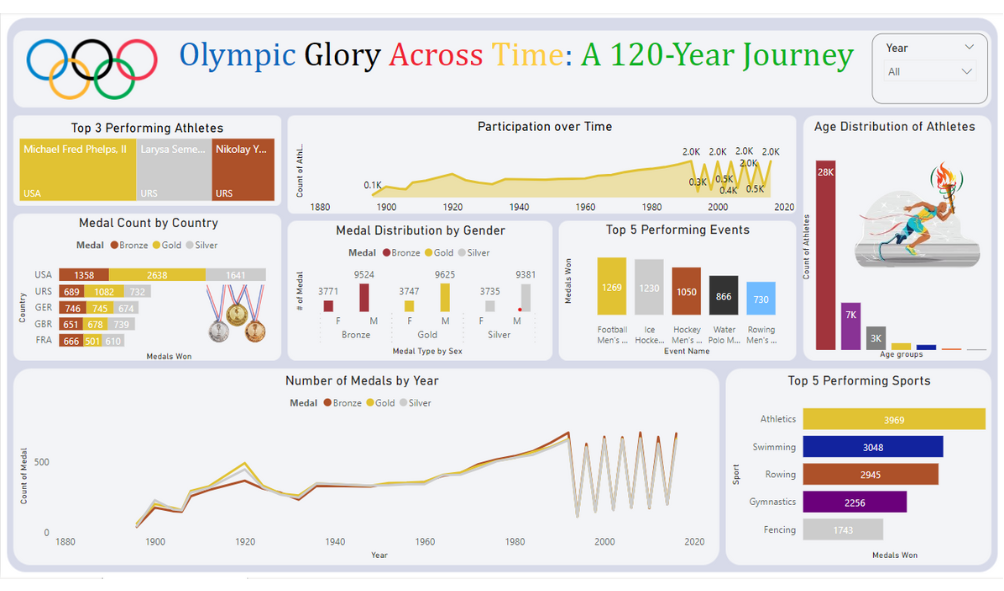 Olympic Glory Across Time: A 120-Year Journey
Year
All
Top 3 Performing Athletes
Michael Fred Phelps, II
Larysa Seme...
Nikolay Y...
USA
URS
URS
Participation over Time
Count of Athl...
0.1K
2.0K 2.0K 2.0K 2.0K
2.0K
0.3K
0.5K
0.4K
0.5K
1880 1900 1920 1940 1960 1980 2000 2020
Age Distribution of Athletes
Count of Athletes
28K
7K
3K
Age groups
Medal Count by Country
Medal Bronze Gold Silver
Country
USA 1358 2638 1641
URS 689 1082 732
GER 746 745 674
GBR 651 678 739
FRA 666 501 610
Medals Won
Medal Distribution by Gender
Medal Bronze Gold Silver
# of Medal
3771 9524 3747 9625 3735 9381
F M F M F M
Bronze Gold Silver
Medal Type by Sex
Top 5 Performing Events
Medals Won
1269 1230 1050 866 730
Football Ice Hockey Water Rowing
Men's ... Hocke... Men's ... Polo M... Men's ...
Event Name
Number of Medals by Year
Medal Bronze Gold Silver
Count of Medal
500
0
1880 1900 1920 1940 1960 1980 2000 2020
Year
Top 5 Performing Sports
Sport
Athletics 3969
Swimming 3048
Rowing 2945
Gymnastics 2256
Fencing 1743
Medals Won